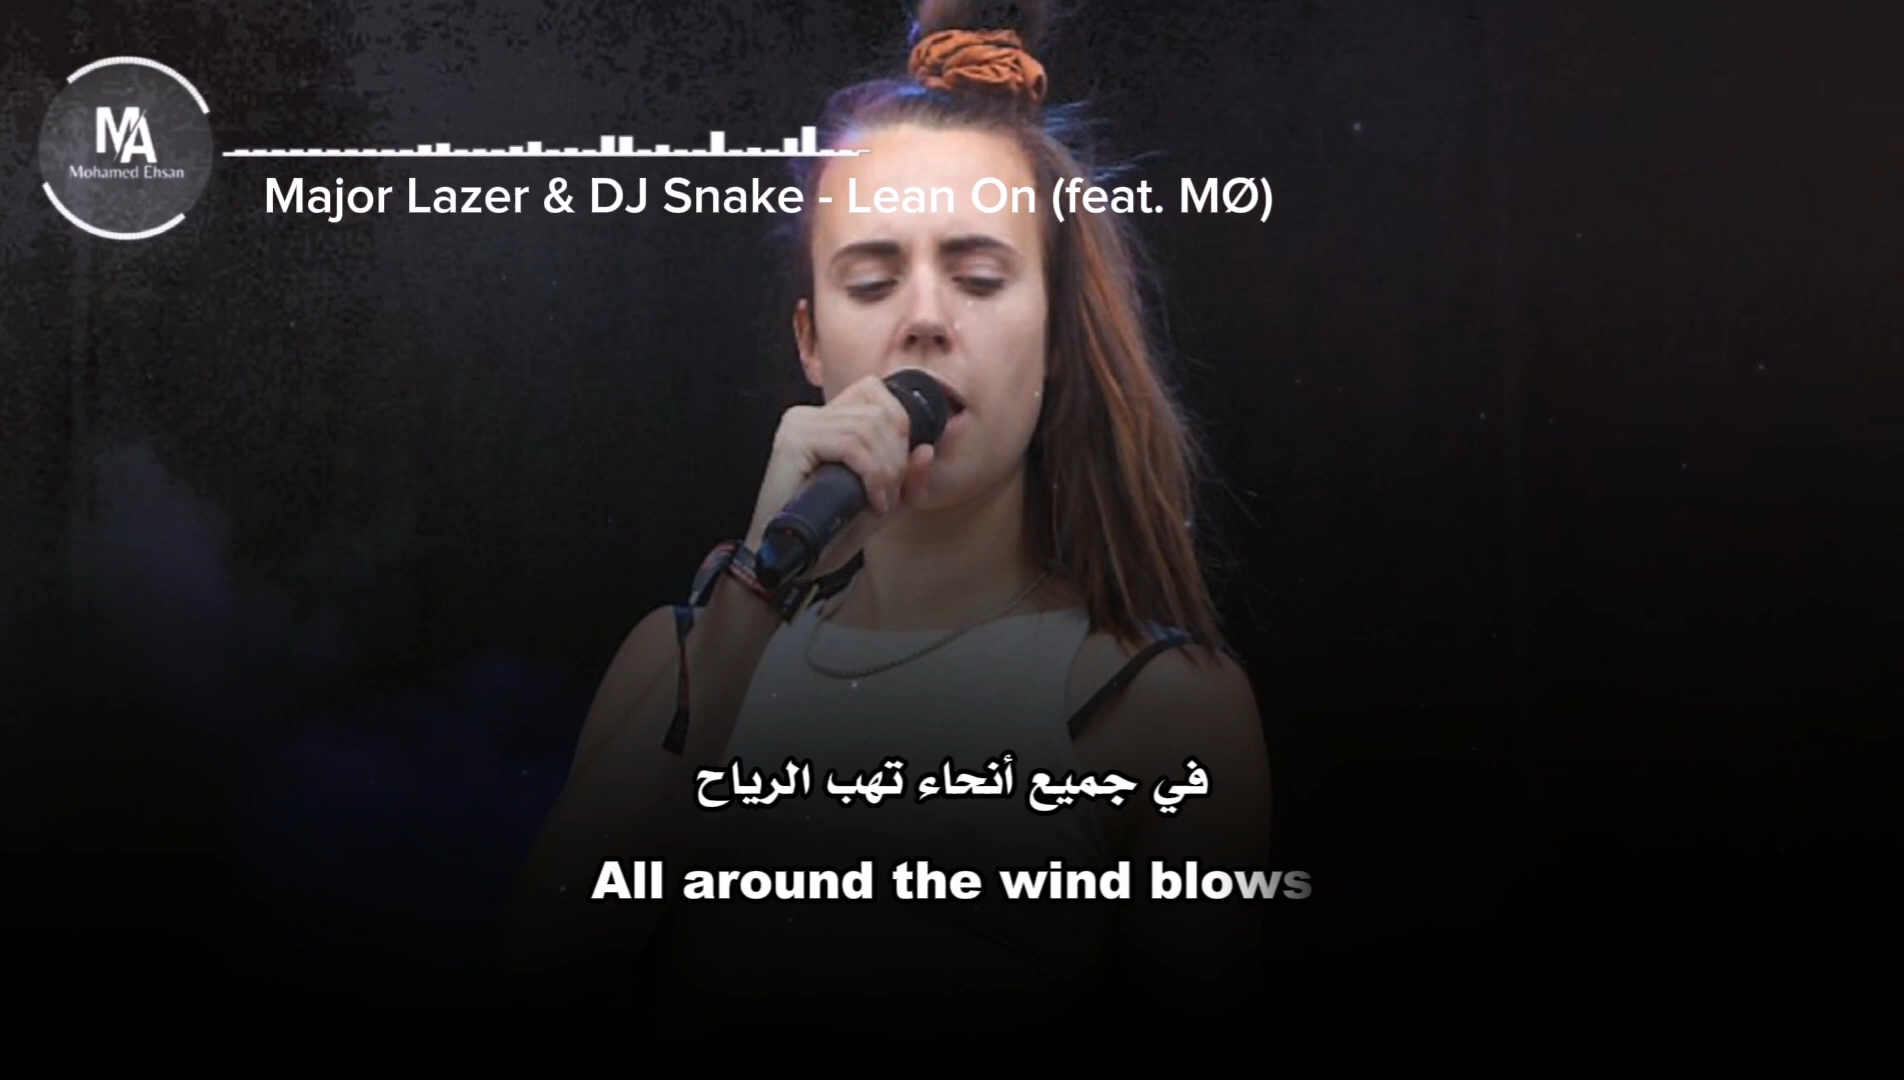 MA
Mohamed Ehsan
Major Lazer & DJ Snake - Lean On (feat. MØ)
في جميع أنحاء تهب الرياح
All around the wind blows